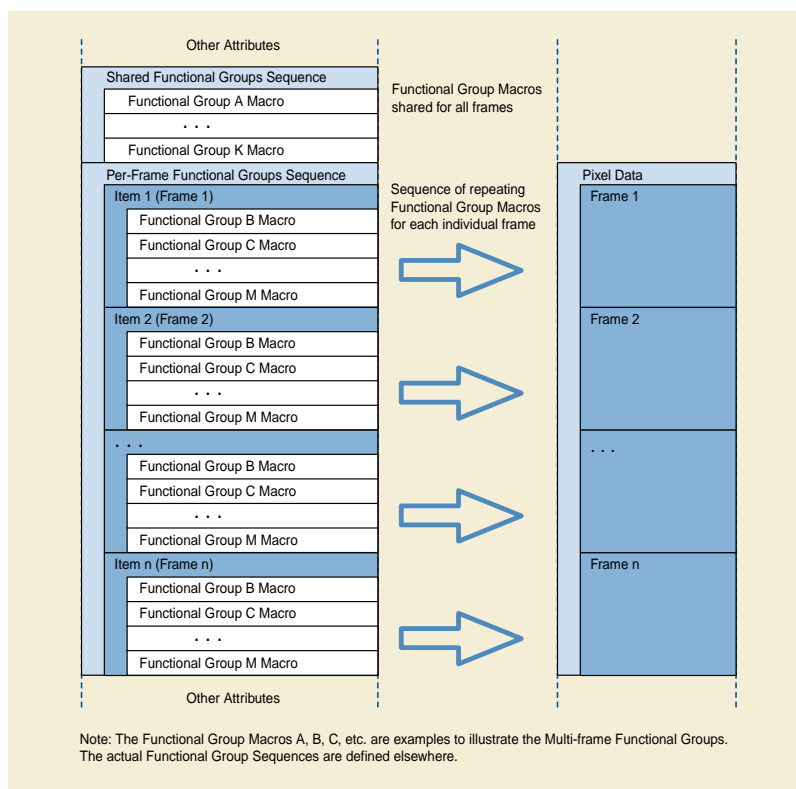 Other Attributes
Shared Functional Groups Sequence
Functional Group A Macro
. . .
Functional Group K Macro
Functional Group Macros
shared for all frames
Per-Frame Functional Groups Sequence
Item 1 (Frame 1)
Functional Group B Macro
Functional Group C Macro
. . .
Functional Group M Macro
Item 2 (Frame 2)
Functional Group B Macro
Functional Group C Macro
. . .
Functional Group M Macro
. . .
Functional Group B Macro
Functional Group C Macro
. . .
Functional Group M Macro
Item n (Frame n)
Functional Group B Macro
Functional Group C Macro
. . .
Functional Group M Macro
Other Attributes
Sequence of repeating
Functional Group Macros
for each individual frame
Pixel Data
Frame 1
Frame 2
. . .
Frame n
Note: The Functional Group Macros A, B, C, etc. are examples to illustrate the Multi-frame Functional Groups.
The actual Functional Group Sequences are defined elsewhere.